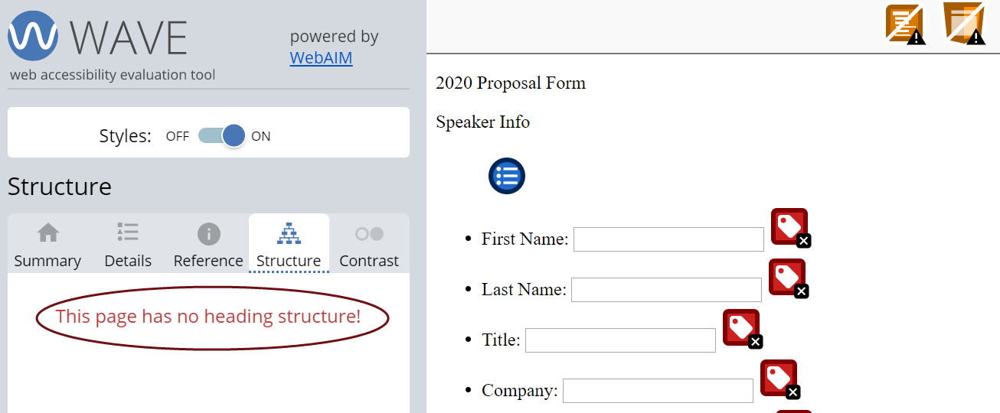 WAVE
powered by
WebAIM
web accessibility evaluation tool
Styles: OFF ON
Structure
Summary Details Reference Structure Contrast
This page has no heading structure!
2020 Proposal Form
Speaker Info
First Name:
Last Name:
Title:
Company: